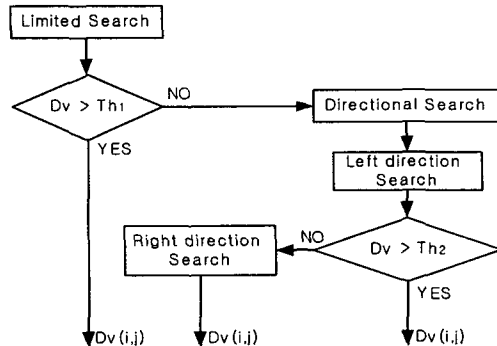 Limited Search
Dv > Th1
NO
Directional Search
YES
Left direction
Search
Right direction
Search
NO
Dv > Th2
YES
Dv(i,j)
Dv(i,j)
Dv(i,j)